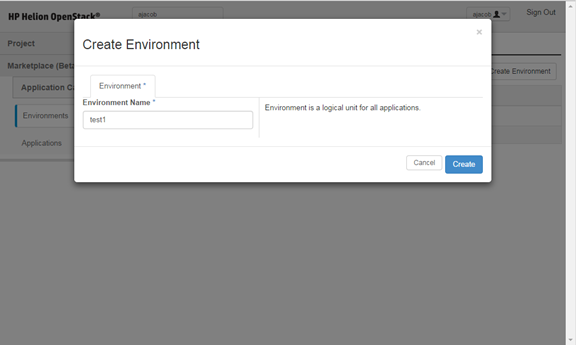 HP Helion OpenStack®
ajacob
ajacob
Sign Out
Project
Marketplace (Beta
Application Ca
Environments
Applications
Create Environment
×
Create Environment
Environment *
Environment Name *
test1
Environment is a logical unit for all applications.
Cancel
Create